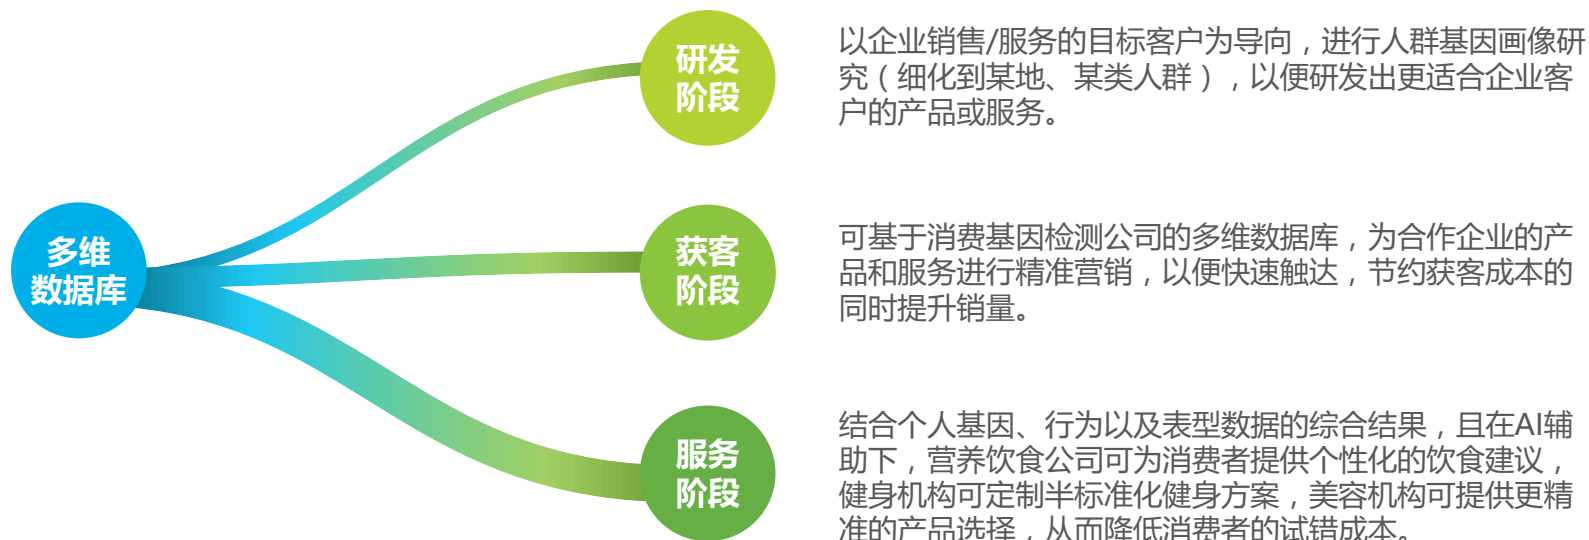 研发
阶段
以企业销售/服务的目标客户为导向，进行人群基因画像研
究（细化到某地、某类人群），以便研发出更适合企业客
户的产品或服务。
多维
数据库
获客
阶段
可基于消费基因检测公司的多维数据库，为合作企业的产
品和服务进行精准营销，以便快速触达，节约获客成本的
同时提升销量。
服务
阶段
结合个人基因、行为以及表型数据的综合结果，且在AI辅
助下，营养饮食公司可为消费者提供个性化的饮食建议，
健身机构可定制半标准化健身方案，美容机构可提供更精
准的产品选择，从而降低消费者的试错成本。